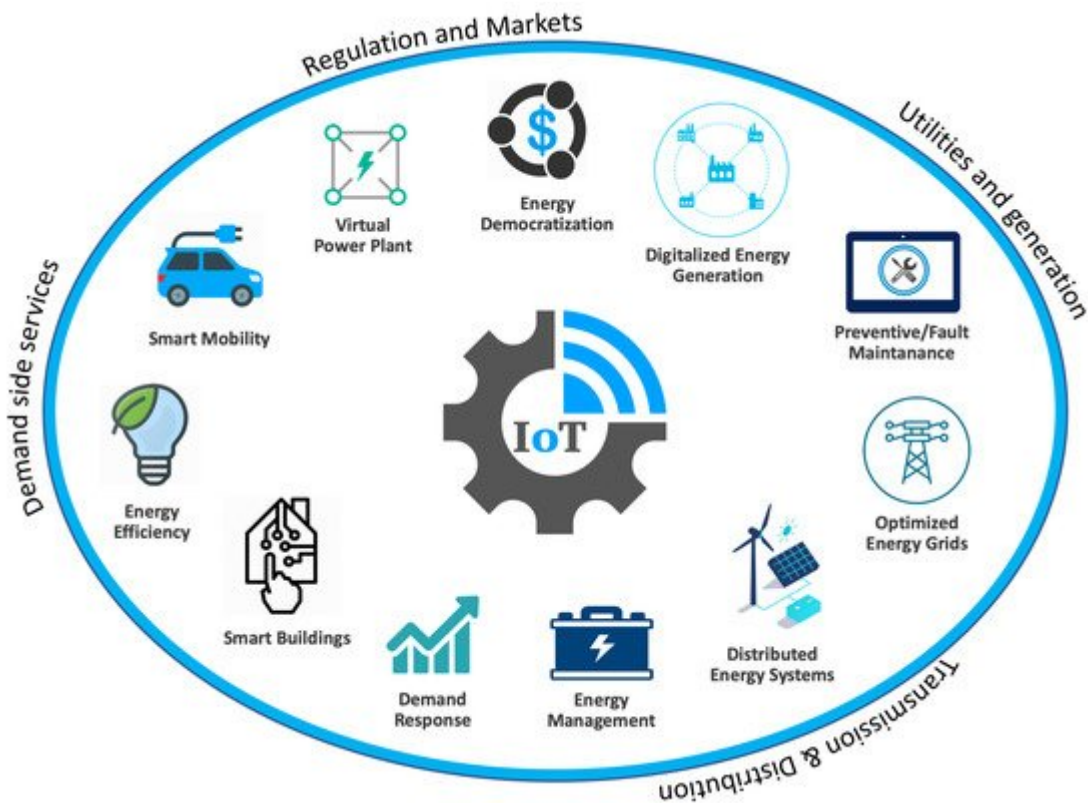 Regulation and Markets
Utilities and generation
Demand side services
Transmission & Distribution
Virtual
Power Plant
$
Energy
Democratization
Digitalized Energy
Generation
Smart Mobility
Preventive/Fault
Maintanance
IoT
Energy
Efficiency
Optimized
Energy Grids
Smart Buildings
Distributed
Energy Systems
Demand
Response
Energy
Management